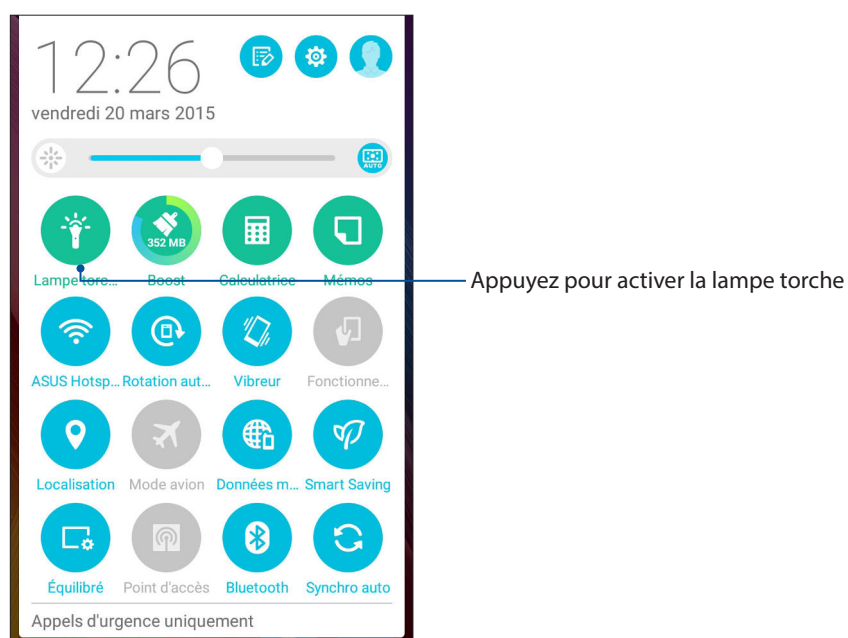 12:26
vendredi 20 mars 2015
AUTO
352 MB
Lampe torc... Boost Calculatrice Mémos
Appuyez pour activer la lampe torche
ASUS Hotsp... Rotation aut... Vibreur Fonctionne...
Localisation Mode avion Données m... Smart Saving
Équilibré Point d'accès Bluetooth Synchro auto
Appels d'urgence uniquement